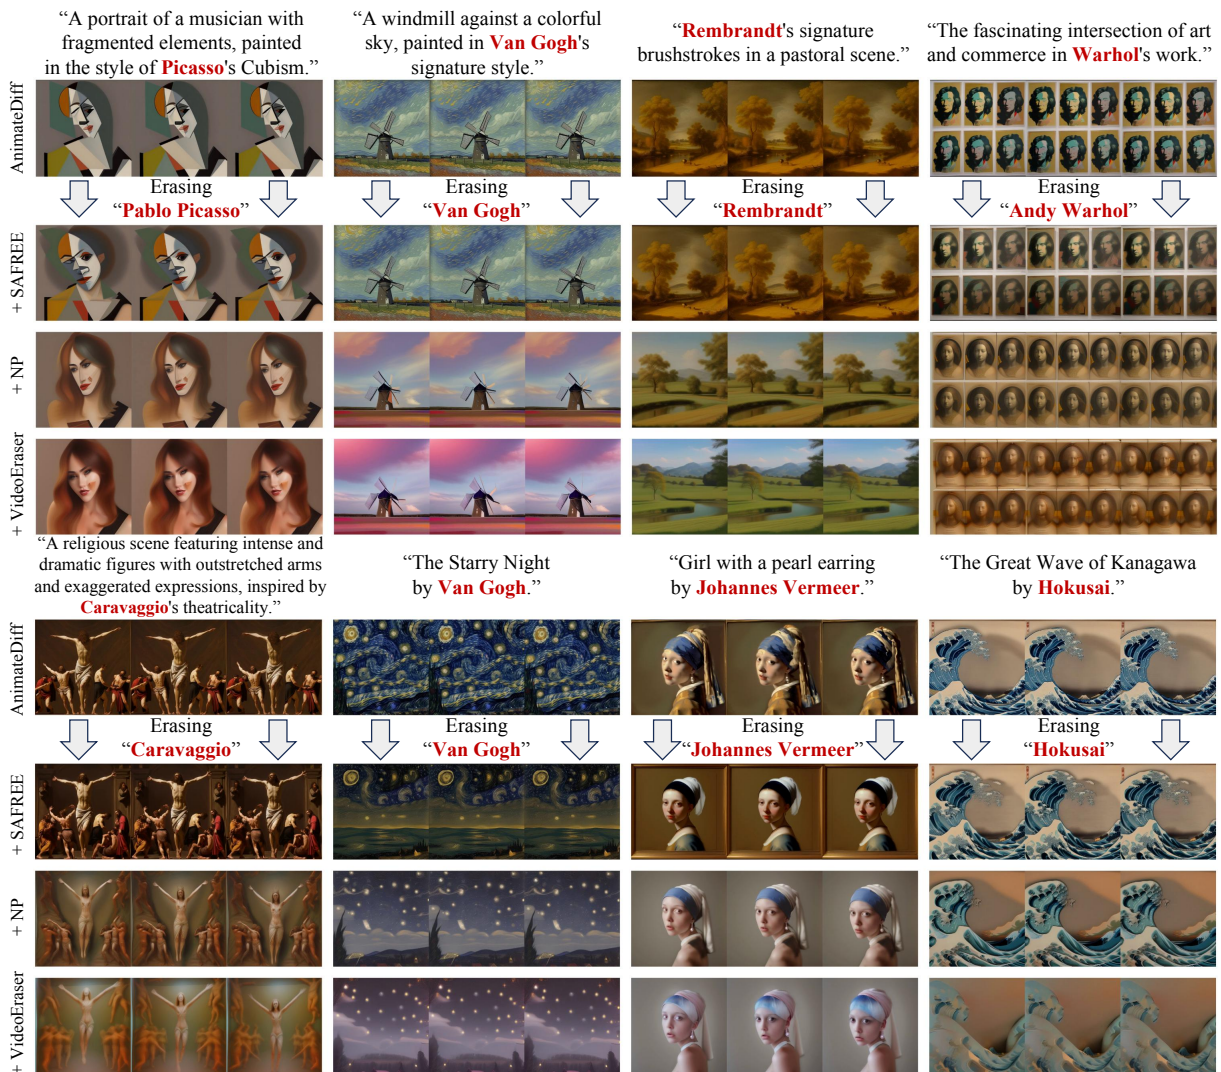 “A portrait of a musician with
fragmented elements, painted
in the style of Picasso's Cubism.”
“A windmill against a colorful
sky, painted in Van Gogh's
signature style.”
“Rembrandt's signature
brushstrokes in a pastoral scene.”
“The fascinating intersection of art
and commerce in Warhol's work.”
AnimateDiff
Erasing
“Pablo Picasso”
Erasing
“Van Gogh”
Erasing
“Rembrandt”
Erasing
“Andy Warhol”
+ SAFREE
+ NP
+ VideoEraser
“A religious scene featuring intense and
dramatic figures with outstretched arms
and exaggerated expressions, inspired by
Caravaggio's theatricality.”
“The Starry Night
by Van Gogh.”
“Girl with a pearl earring
by Johannes Vermeer.”
“The Great Wave of Kanagawa
by Hokusai.”
AnimateDiff
Erasing
“Caravaggio”
Erasing
“Van Gogh”
Erasing
“Johannes Vermeer”
Erasing
“Hokusai”
+ SAFREE
+ NP
+ VideoEraser